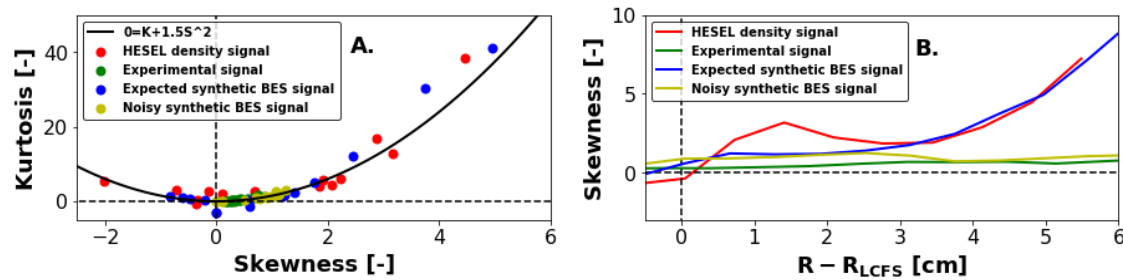 Kurtosis [-]
40
20
0
−2
0
2
4
6
Skewness [-]
0=K+1.5S^2
HESEL density signal
Experimental signal
Expected synthetic BES signal
Noisy synthetic BES signal
A.
Skewness [-]
10
5
0
0
1
2
3
4
5
6
R − R_LCFS [cm]
HESEL density signal
Experimental signal
Expected synthetic BES signal
Noisy synthetic BES signal
B.